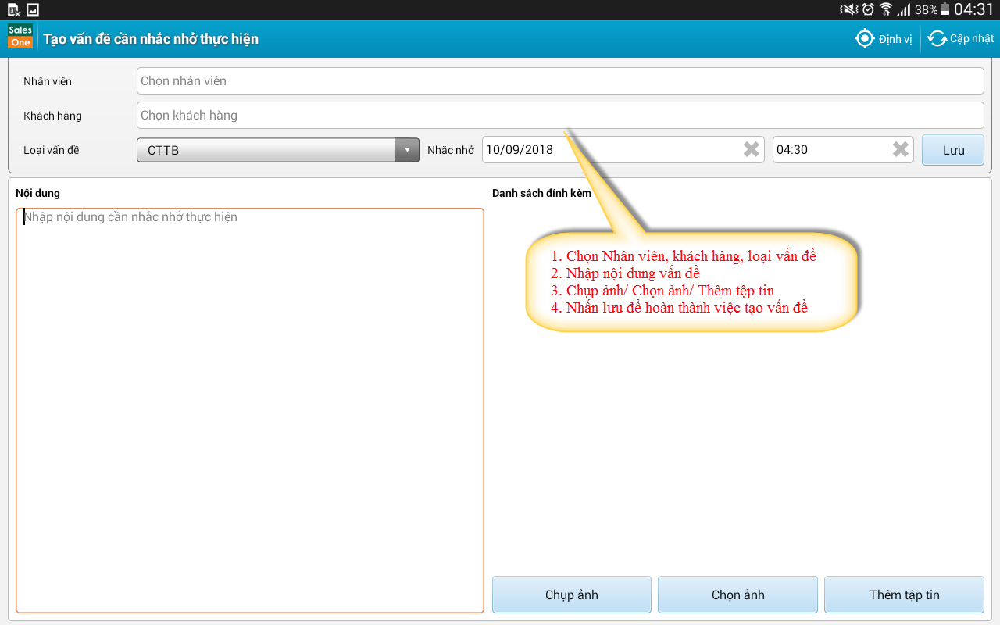 38% 04:31
Sales One
Tạo vấn đề cần nhắc nhở thực hiện
Định vị
Cập nhật
Nhân viên
Chọn nhân viên
Khách hàng
Chọn khách hàng
Loại vấn đề
CTTB
Nhắc nhở
10/09/2018
04:30
Lưu
Nội dung
Nhập nội dung cần nhắc nhở thực hiện
Danh sách đính kèm
1. Chọn Nhân viên, khách hàng, loại vấn đề
2. Nhập nội dung vấn đề
3. Chụp ảnh/ Chọn ảnh/ Thêm tệp tin
4. Nhấn lưu để hoàn thành việc tạo vấn đề
Chụp ảnh
Chọn ảnh
Thêm tập tin